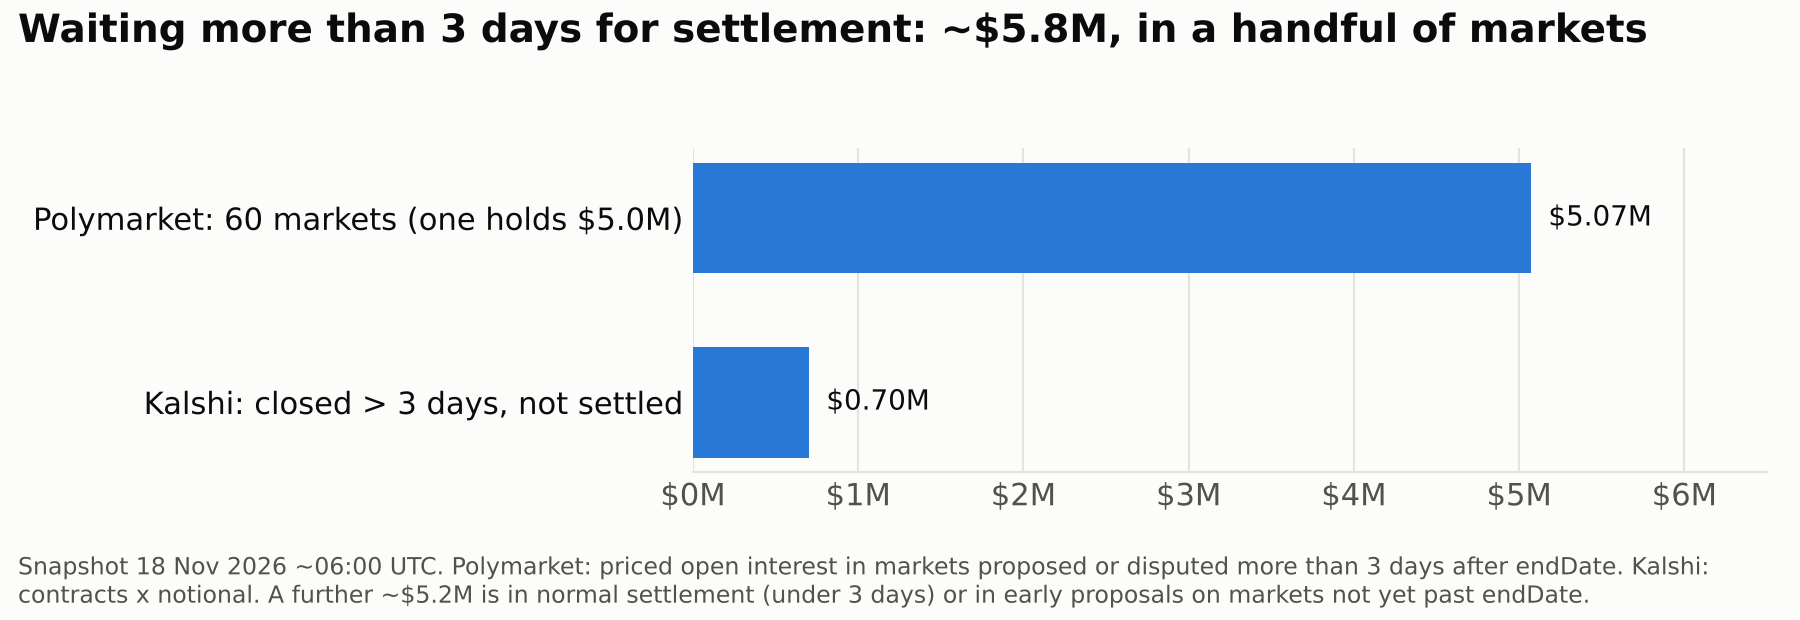 Waiting more than 3 days for settlement: ~$5.8M, in a handful of markets
Polymarket: 60 markets (one holds $5.0M)
$5.07M
Kalshi: closed > 3 days, not settled
$0.70M
$0M $1M $2M $3M $4M $5M $6M
Snapshot 18 Nov 2026 ~06:00 UTC. Polymarket: priced open interest in markets proposed or disputed more than 3 days after endDate. Kalshi:
contracts x notional. A further ~$5.2M is in normal settlement (under 3 days) or in early proposals on markets not yet past endDate.